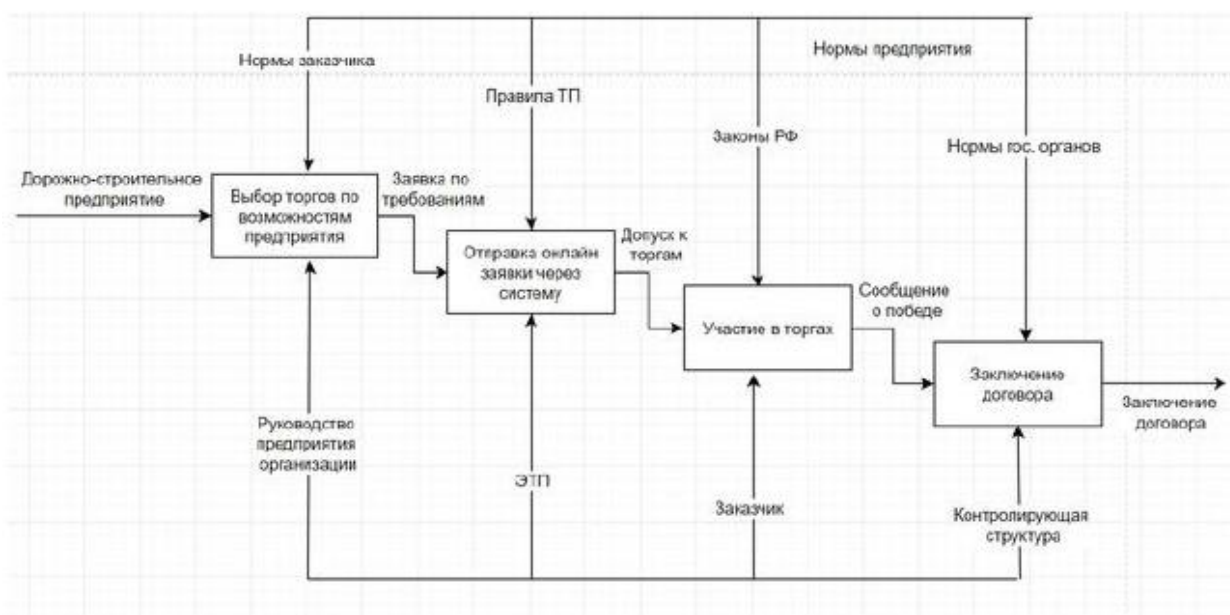 Нормы предприятия
Нормы заказчика
Правила ТП
Законы РФ
Нормы гос. органов
Дорожно-строительное
предприятие
Выбор торгов по
возможностям
предприятия
Заявка по
требованиям
Отправка онлайн
заявки через
систему
Допуск к
торгам
Участие в торгах
Сообщение
о победе
Заключение
договора
Заключение
договора
Руководство
предприятия
организации
ЭТП
Заказчик
Контролирующая
структура